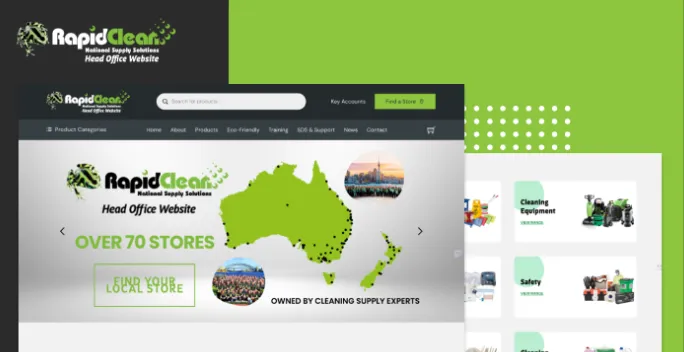 RapidClean
National Supply Solutions
Head Office Website
RapidClean
National Supply Solutions
Head Office Website
Search for products
Key Accounts
Find a Store
Product Categories
Home About Products Eco-Friendly Training SDS & Support News Contact
RapidClean
National Supply Solutions
Head Office Website
OVER 70 STORES
FIND YOUR
LOCAL STORE
OWNED BY CLEANING SUPPLY EXPERTS
Cleaning
Equipment
Safety
Cleaning